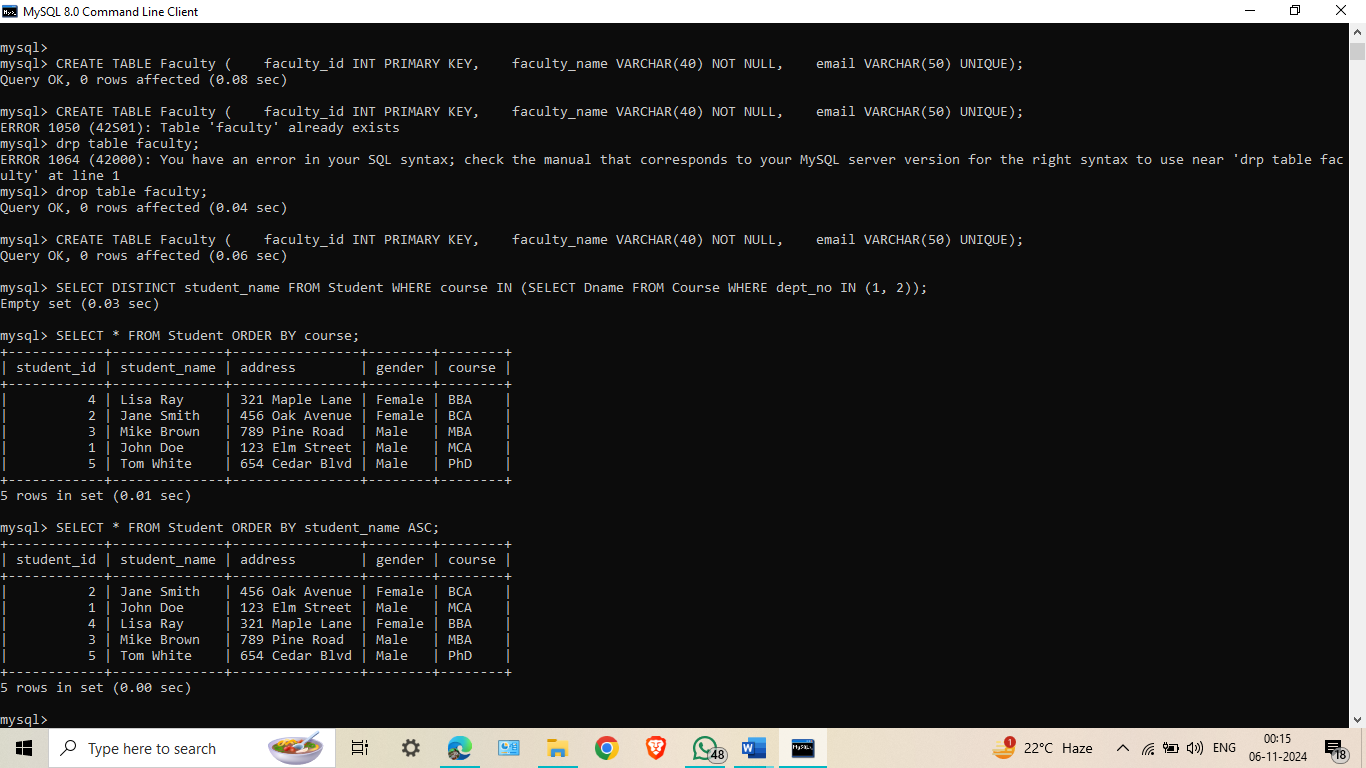 MySQL 8.0 Command Line Client
mysql>
mysql> CREATE TABLE Faculty (    faculty_id INT PRIMARY KEY,    faculty_name VARCHAR(40) NOT NULL,    email VARCHAR(50) UNIQUE);
Query OK, 0 rows affected (0.08 sec)
mysql> CREATE TABLE Faculty (    faculty_id INT PRIMARY KEY,    faculty_name VARCHAR(40) NOT NULL,    email VARCHAR(50) UNIQUE);
ERROR 1050 (42S01): Table 'faculty' already exists
mysql> drp table faculty;
ERROR 1064 (42000): You have an error in your SQL syntax; check the manual that corresponds to your MySQL server version for the right syntax to use near 'drp table fac
ulty' at line 1
mysql> drop table faculty;
Query OK, 0 rows affected (0.04 sec)
mysql> CREATE TABLE Faculty (    faculty_id INT PRIMARY KEY,    faculty_name VARCHAR(40) NOT NULL,    email VARCHAR(50) UNIQUE);
Query OK, 0 rows affected (0.06 sec)
mysql> SELECT DISTINCT student_name FROM Student WHERE course IN (SELECT Dname FROM Course WHERE dept_no IN (1, 2));
Empty set (0.03 sec)
mysql> SELECT * FROM Student ORDER BY course;
+------------+--------------+----------------+--------+--------+
| student_id | student_name | address        | gender | course |
+------------+--------------+----------------+--------+--------+
|          4 | Lisa Ray     | 321 Maple Lane | Female | BBA    |
|          2 | Jane Smith   | 456 Oak Avenue | Female | BCA    |
|          3 | Mike Brown   | 789 Pine Road  | Male   | MBA    |
|          1 | John Doe     | 123 Elm Street | Male   | MCA    |
|          5 | Tom White    | 654 Cedar Blvd | Male   | PhD    |
+------------+--------------+----------------+--------+--------+
5 rows in set (0.01 sec)
mysql> SELECT * FROM Student ORDER BY student_name ASC;
+------------+--------------+----------------+--------+--------+
| student_id | student_name | address        | gender | course |
+------------+--------------+----------------+--------+--------+
|          2 | Jane Smith   | 456 Oak Avenue | Female | BCA    |
|          1 | John Doe     | 123 Elm Street | Male   | MCA    |
|          4 | Lisa Ray     | 321 Maple Lane | Female | BBA    |
|          3 | Mike Brown   | 789 Pine Road  | Male   | MBA    |
|          5 | Tom White    | 654 Cedar Blvd | Male   | PhD    |
+------------+--------------+----------------+--------+--------+
5 rows in set (0.00 sec)
mysql>
Type here to search
48
W
MySQL
1
22°C Haze
ENG
00:15
06-11-2024
18